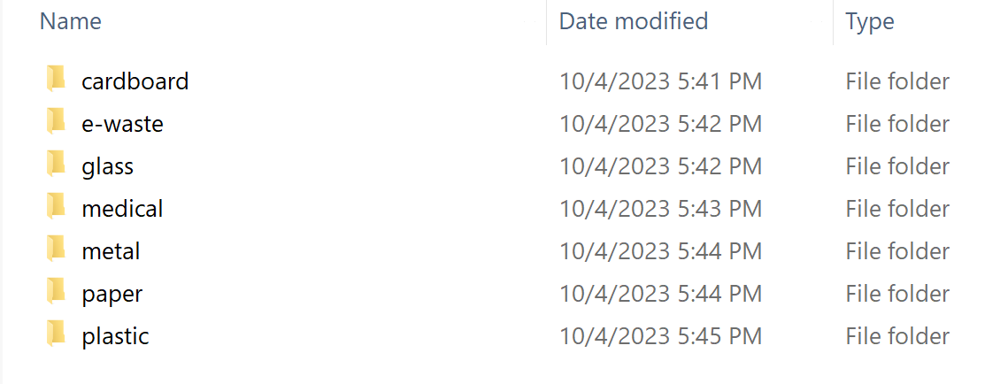 Name Date modified Type
cardboard 10/4/2023 5:41 PM File folder
e-waste 10/4/2023 5:42 PM File folder
glass 10/4/2023 5:42 PM File folder
medical 10/4/2023 5:43 PM File folder
metal 10/4/2023 5:44 PM File folder
paper 10/4/2023 5:44 PM File folder
plastic 10/4/2023 5:45 PM File folder